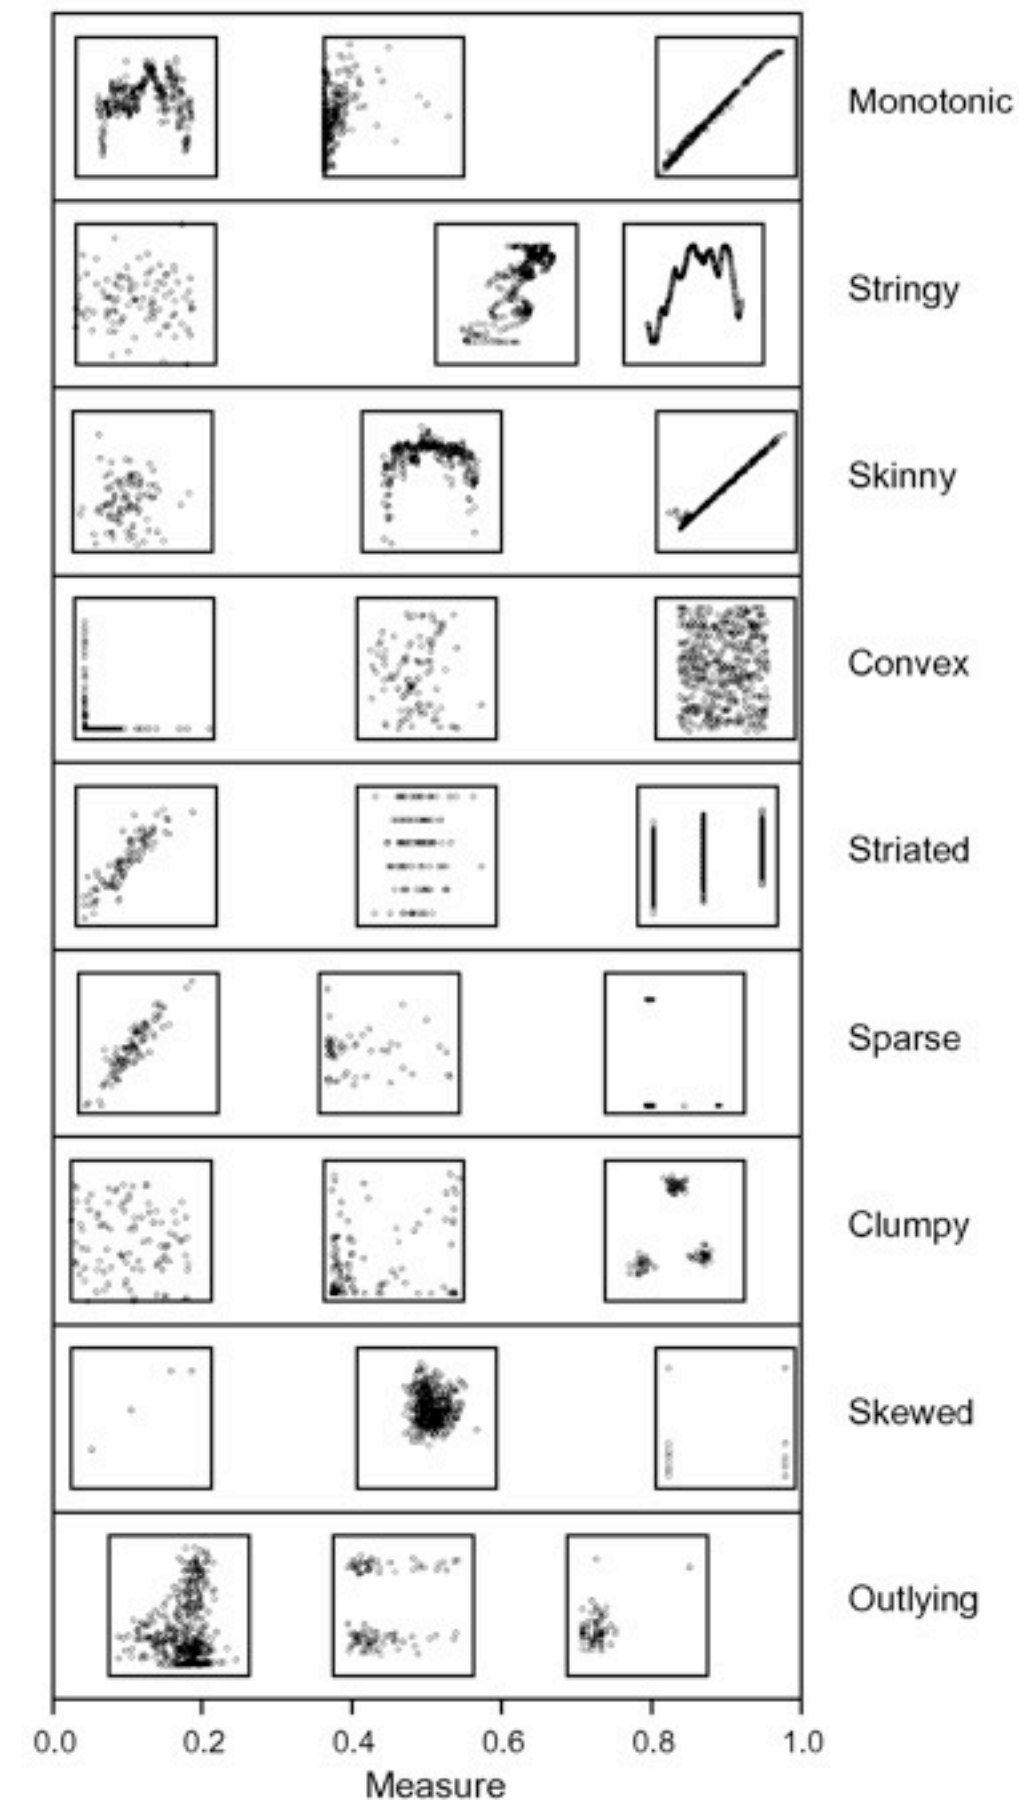 Monotonic
Stringy
Skinny
Convex
Striated
Sparse
Clumpy
Skewed
Outlying
0.0 0.2 0.4 0.6 0.8 1.0
Measure